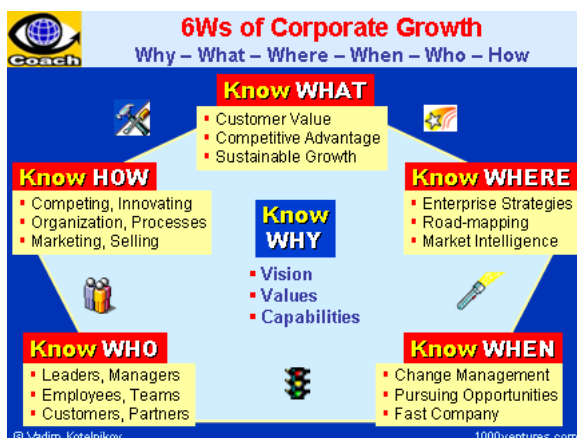 6Ws of Corporate Growth
Why – What – Where – When – Who – How
Coach
Know WHAT
Customer Value
Competitive Advantage
Sustainable Growth
Know HOW
Competing, Innovating
Organization, Processes
Marketing, Selling
Know WHERE
Enterprise Strategies
Road-mapping
Market Intelligence
Know
WHY
Vision
Values
Capabilities
Know WHO
Leaders, Managers
Employees, Teams
Customers, Partners
Know WHEN
Change Management
Pursuing Opportunities
Fast Company
© Vadim Kotelnikov
1000ventures.com